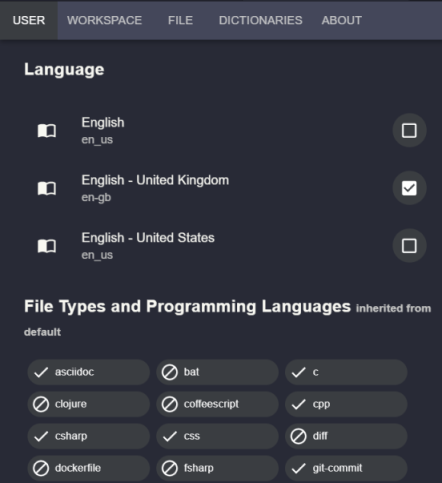 USER WORKSPACE FILE DICTIONARIES ABOUT
Language
English
en_us
English - United Kingdom
en-gb
English - United States
en_us
File Types and Programming Languages inherited from
default
asciidoc bat c
clojure coffeescript cpp
csharp css diff
dockerfile fsharp git-commit